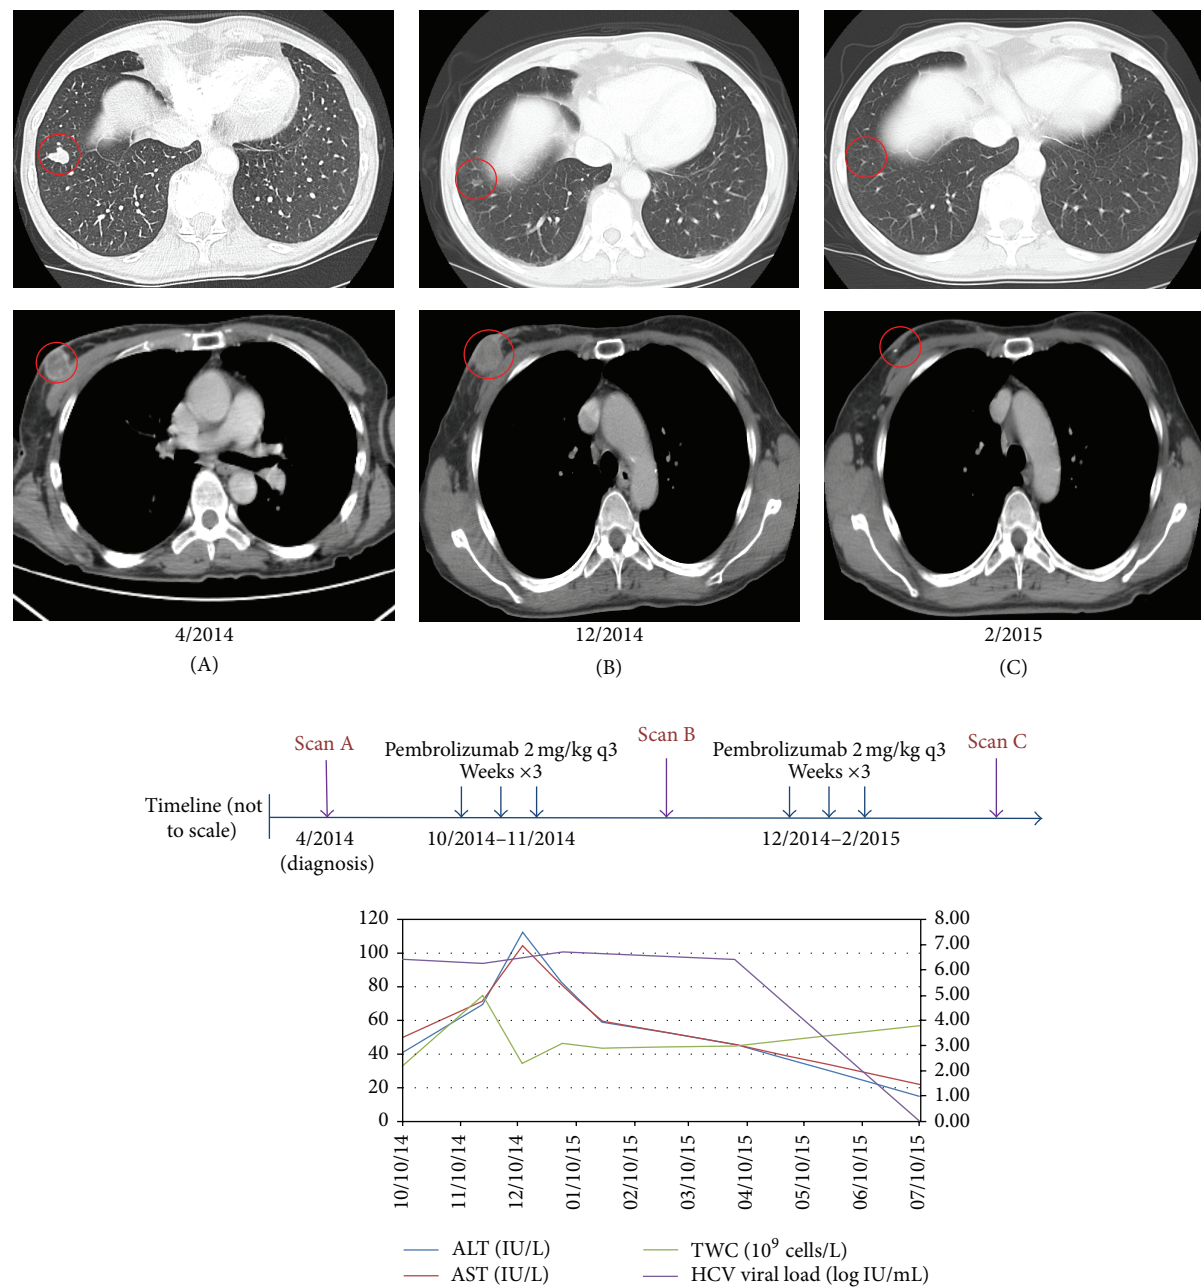 4/2014
12/2014
2/2015
(A)
(B)
(C)
Scan A
Pembrolizumab 2 mg/kg q3
Weeks ×3
Scan B
Pembrolizumab 2 mg/kg q3
Weeks ×3
Scan C
Timeline (not
to scale)
4/2014
(diagnosis)
10/2014–11/2014
12/2014–2/2015
120
100
80
60
40
20
0
8.00
7.00
6.00
5.00
4.00
3.00
2.00
1.00
0.00
10/10/14
11/10/14
12/10/14
01/10/15
02/10/15
03/10/15
04/10/15
05/10/15
06/10/15
07/10/15
ALT (IU/L)
AST (IU/L)
TWC (10⁹ cells/L)
HCV viral load (log IU/mL)